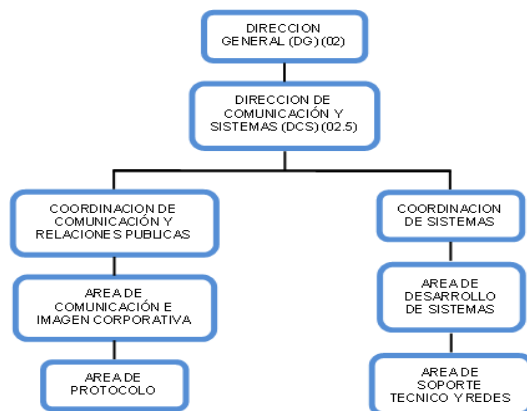 DIRECCION
GENERAL (DG) (02)
DIRECCION DE
COMUNICACIÓN Y
SISTEMAS (DCS) (02.5)
COORDINACION DE
COMUNICACIÓN Y
RELACIONES PUBLICAS
COORDINACION
DE SISTEMAS
AREA DE
COMUNICACIÓN E
IMAGEN CORPORATIVA
AREA DE
DESARROLLO
DE SISTEMAS
AREA DE
PROTOCOLO
AREA DE
SOPORTE
TECNICO Y REDES